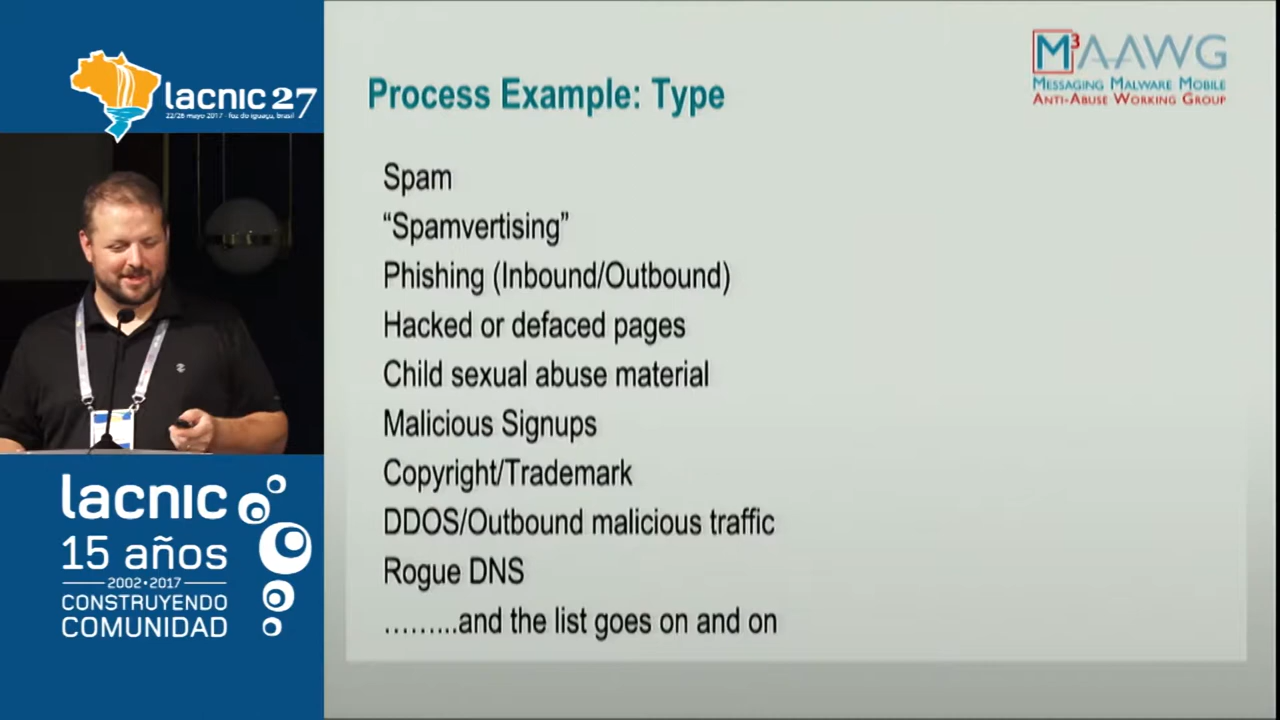 lacnic 27
22/26 mayo 2017 - foz do iguaçu, brasil
lacnic
15 años
2002•2017
CONSTRUYENDO
COMUNIDAD
Process Example: Type
M3AAWG
MESSAGING MALWARE MOBILE
ANTI-ABUSE WORKING GROUP
Spam
“Spamvertising”
Phishing (Inbound/Outbound)
Hacked or defaced pages
Child sexual abuse material
Malicious Signups
Copyright/Trademark
DDOS/Outbound malicious traffic
Rogue DNS
……...and the list goes on and on